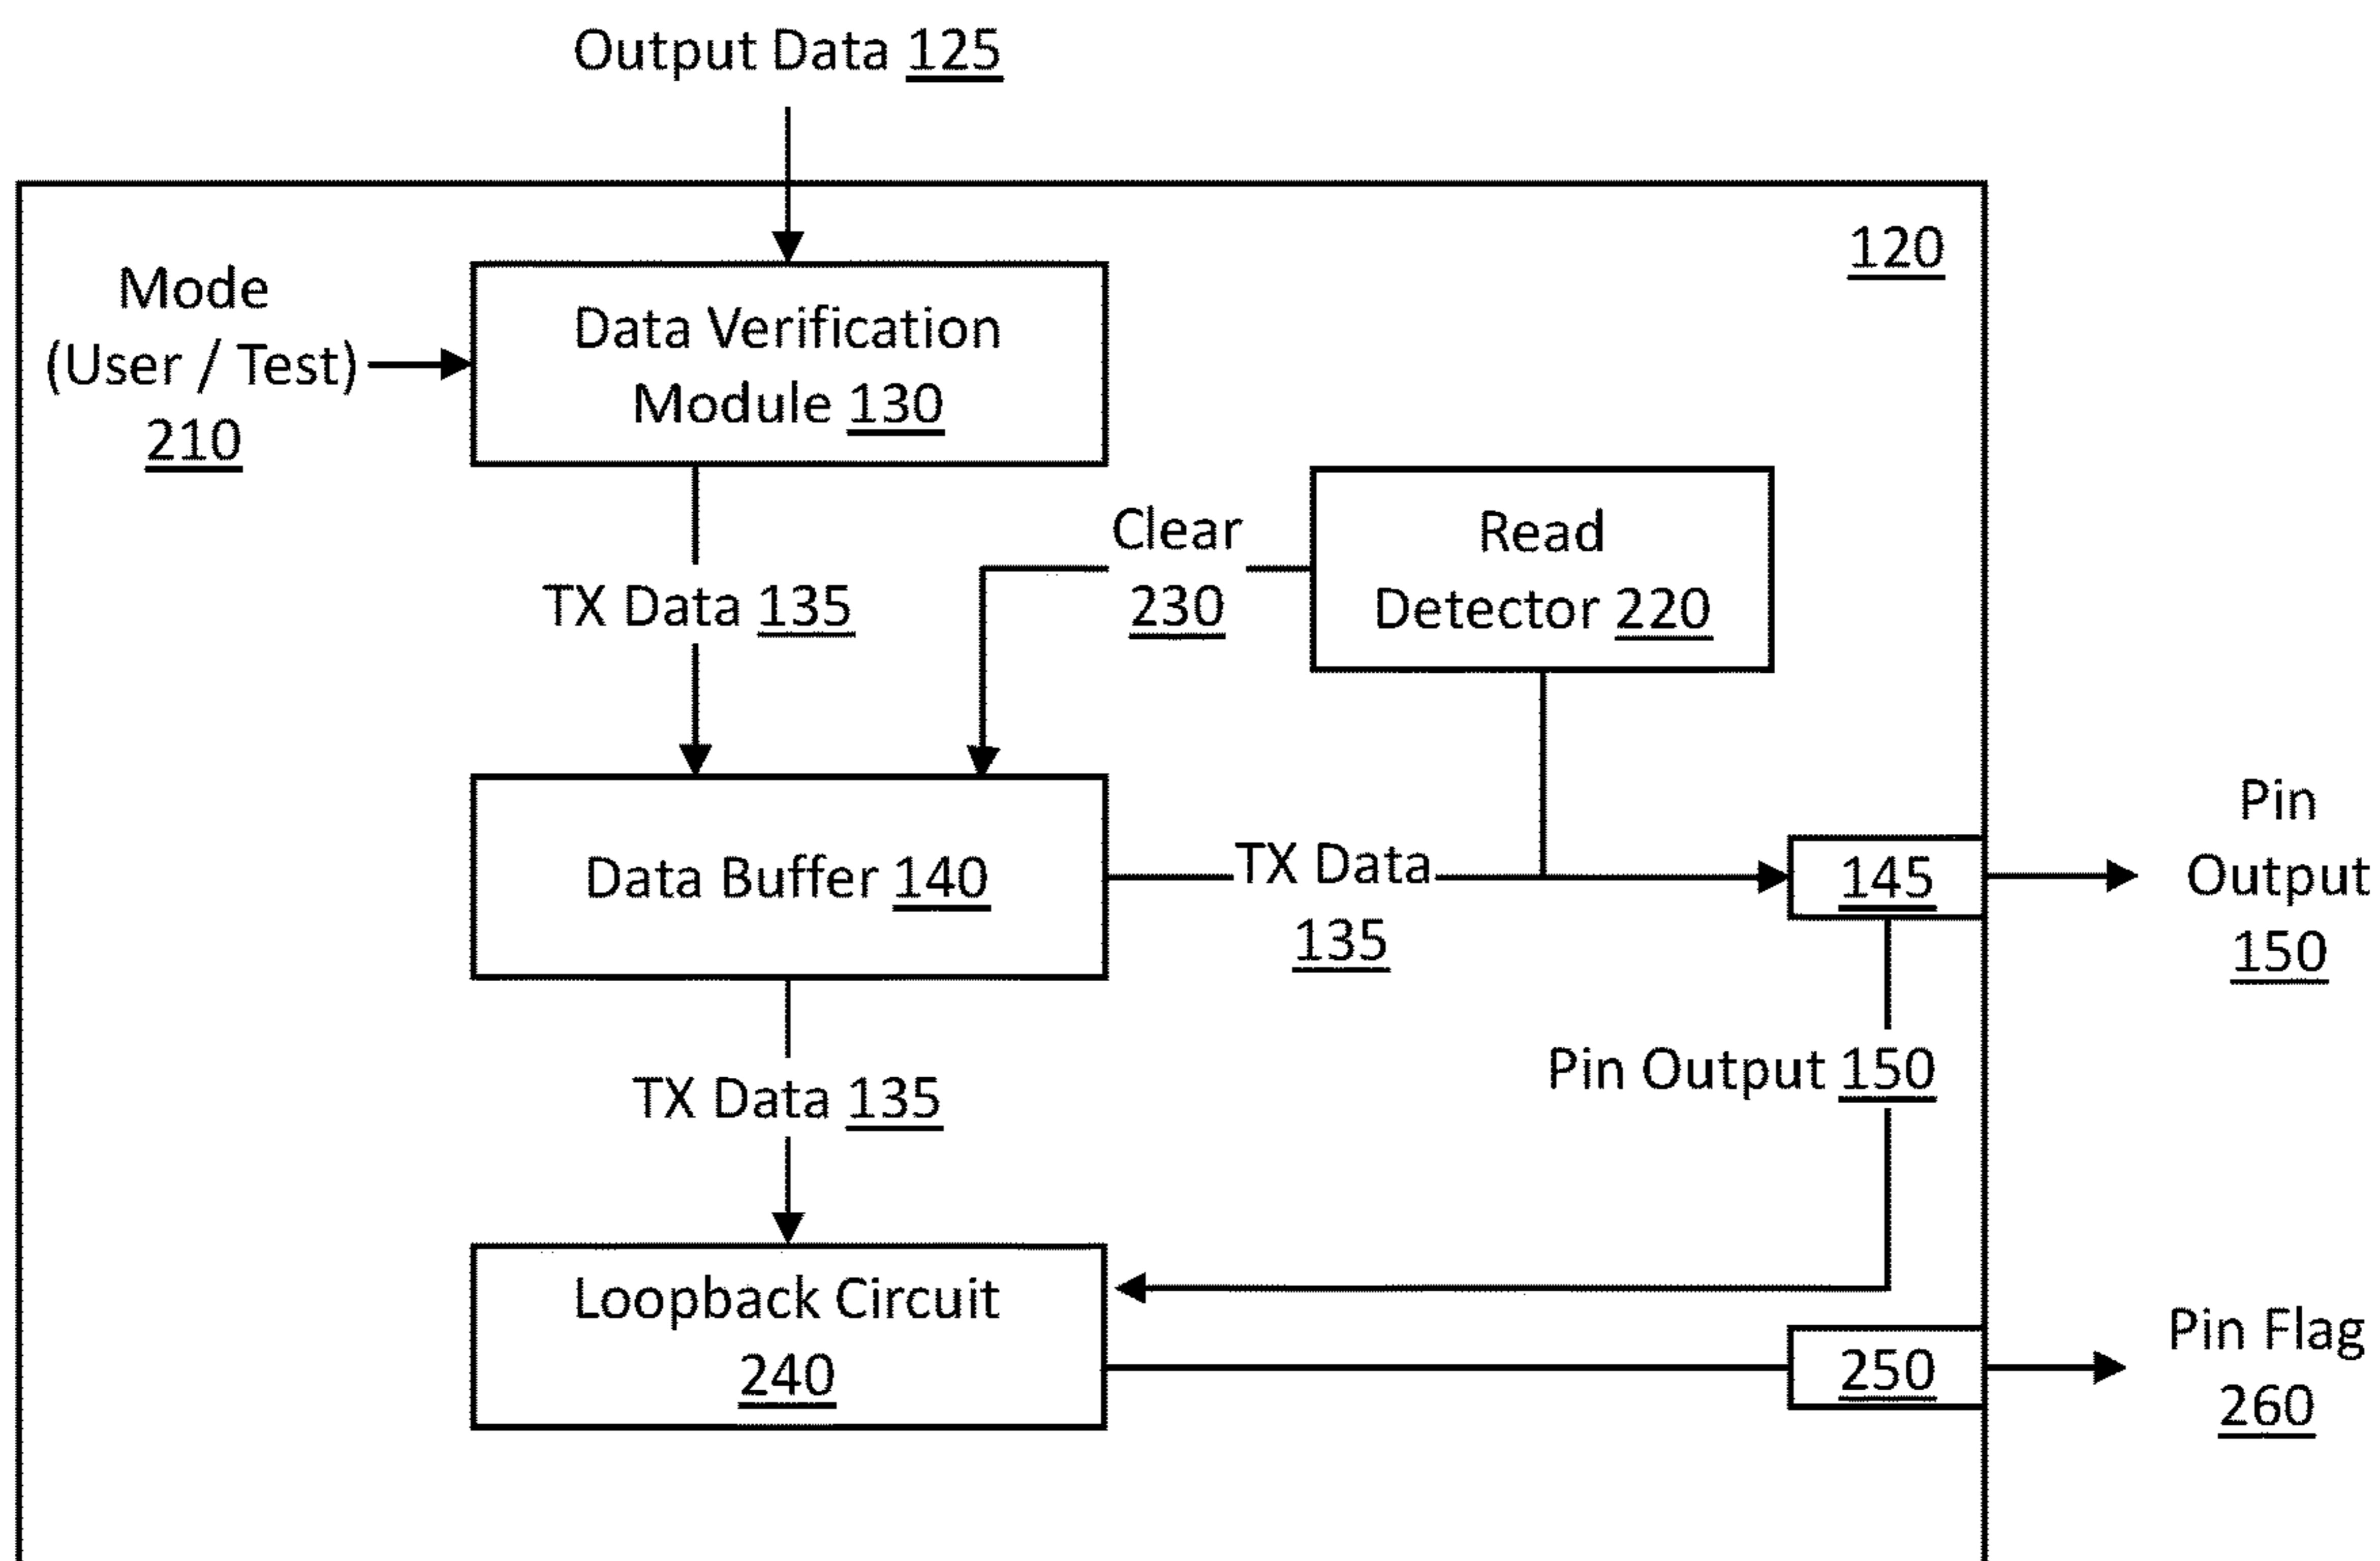 Output Data 125
120
Mode
(User / Test)
210
Data Verification
Module 130
TX Data 135
Clear
230
Read
Detector 220
Data Buffer 140
TX Data
135
145
Pin
Output
150
TX Data 135
Pin Output 150
Loopback Circuit
240
250
Pin Flag
260